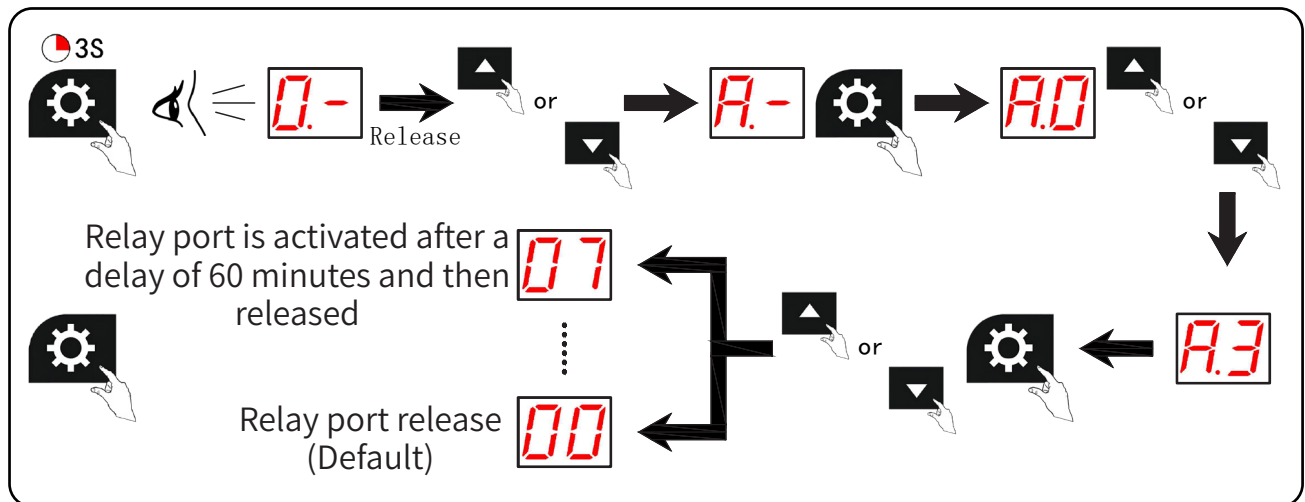 3S
0.-
Release
or
A.-
A.0
or
Relay port is activated after a
delay of 60 minutes and then
released
07
or
A.3
Relay port release
(Default)
00